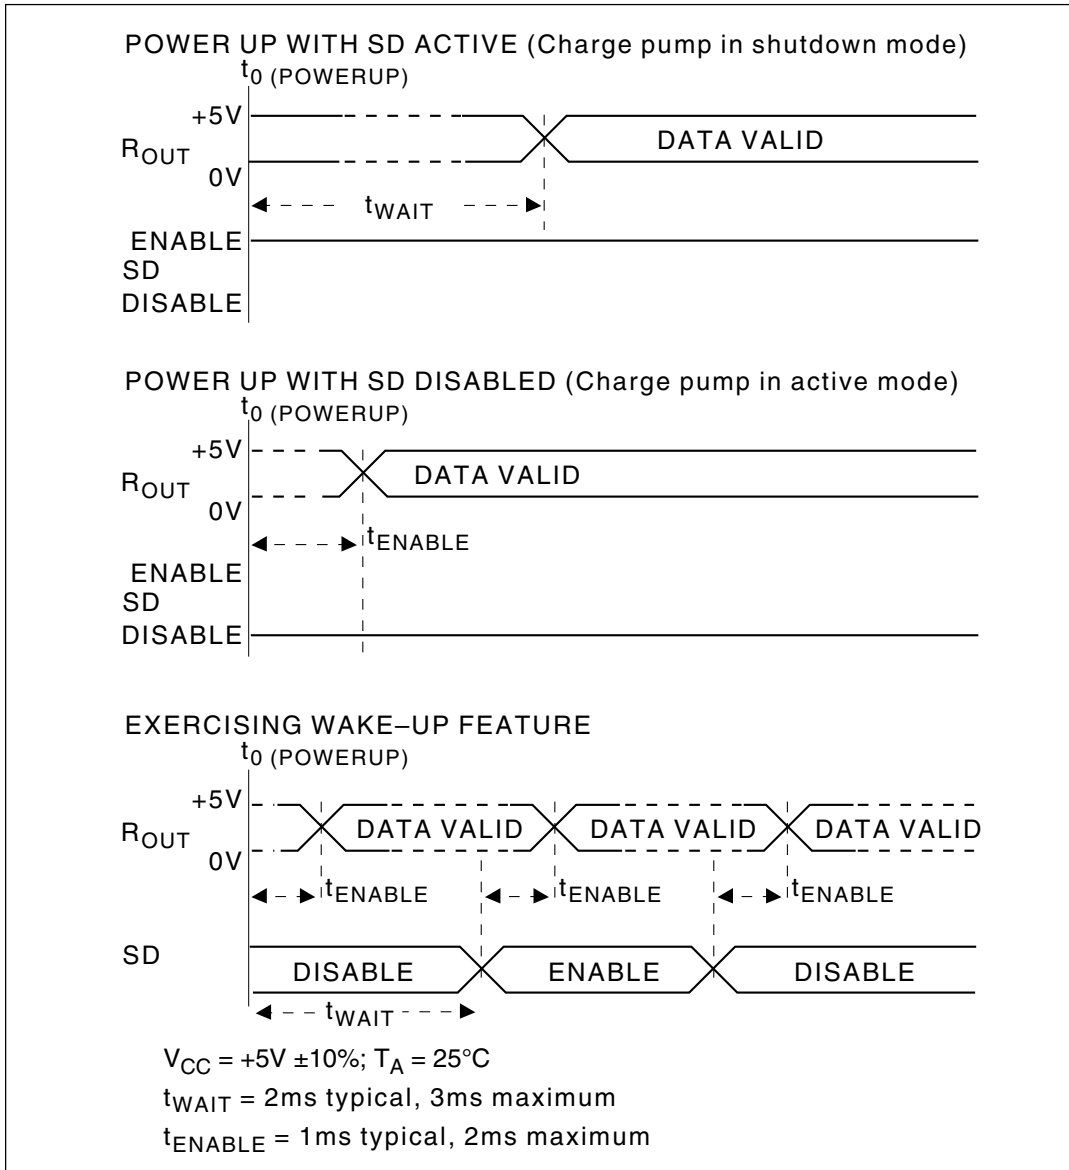 POWER UP WITH SD ACTIVE (Charge pump in shutdown mode)
t0 (POWERUP)
+5V
ROUT
DATA VALID
0V
tWAIT
ENABLE
SD
DISABLE
POWER UP WITH SD DISABLED (Charge pump in active mode)
t0 (POWERUP)
+5V
ROUT
DATA VALID
0V
tENABLE
ENABLE
SD
DISABLE
EXERCISING WAKE–UP FEATURE
t0 (POWERUP)
+5V
ROUT
DATA VALID DATA VALID DATA VALID
0V
tENABLE tENABLE tENABLE
SD
DISABLE ENABLE DISABLE
tWAIT
VCC = +5V ±10%; TA = 25°C
tWAIT = 2ms typical, 3ms maximum
tENABLE = 1ms typical, 2ms maximum